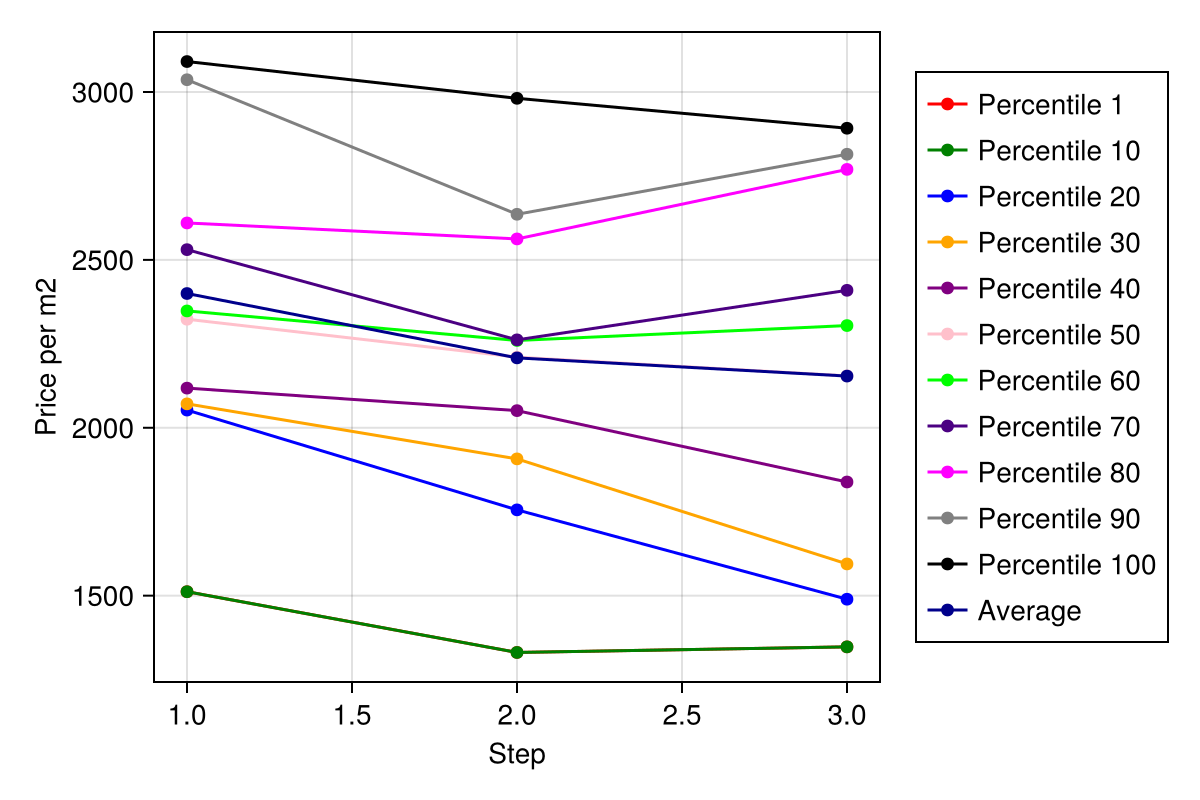 3000
2500
2000
1500
Price per m2
1.0
1.5
2.0
2.5
3.0
Step
Percentile 1
Percentile 10
Percentile 20
Percentile 30
Percentile 40
Percentile 50
Percentile 60
Percentile 70
Percentile 80
Percentile 90
Percentile 100
Average